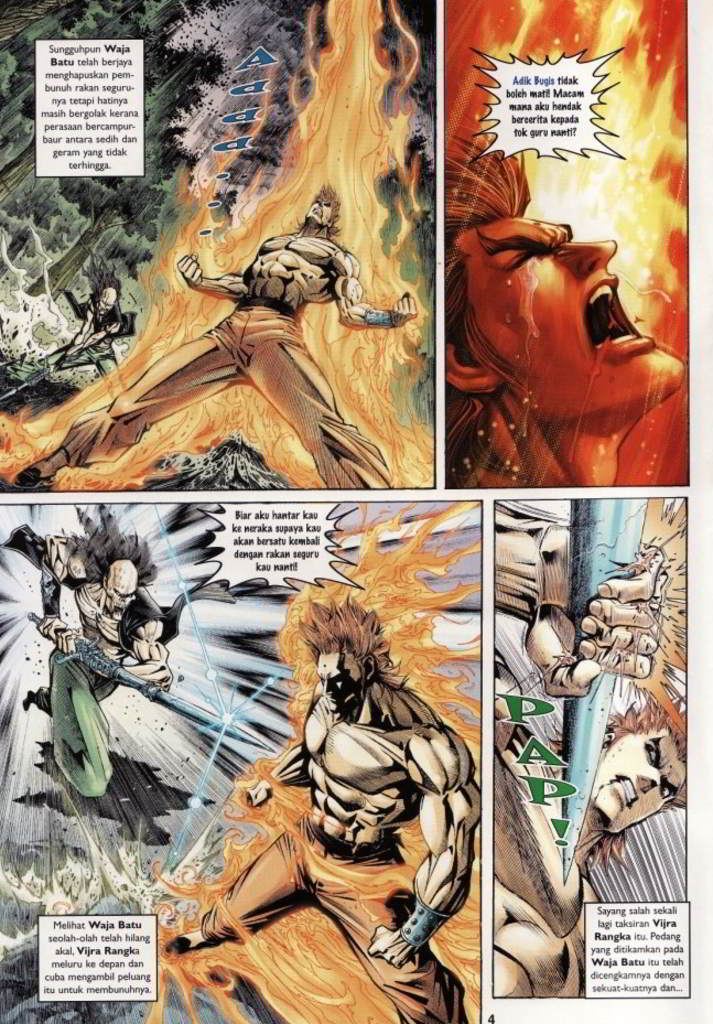 Sungguhpun Waja
Batu telah berjaya
menghapuskan pem-
bunuh rakan seguru-
nya tetapi hatinya
masih bergolak kerana
perasaan bercampur-
baur antara sedih dan
geram yang tidak
terhingga.
Aaaa...
Adik Bugis tidak
boleh mati! Macam
mana aku hendak
bercerita kepada
tok guru nanti?
Biar aku hantar kau
ke neraka supaya kau
akan bersatu kembali
dengan rakan seguru
kau nanti!
Melihat Waja Batu
seolah-olah telah hilang
akal, Vijra Rangka
meluru ke depan dan
cuba mengambil peluang
itu untuk membunuhnya.
PAP!
Sayang salah sekali
lagi taksiran Vijra
Rangka itu. Pedang
yang ditikamkan pada
Waja Batu itu telah
dicengkamnya dengan
sekuat-kuatnya dan...
4